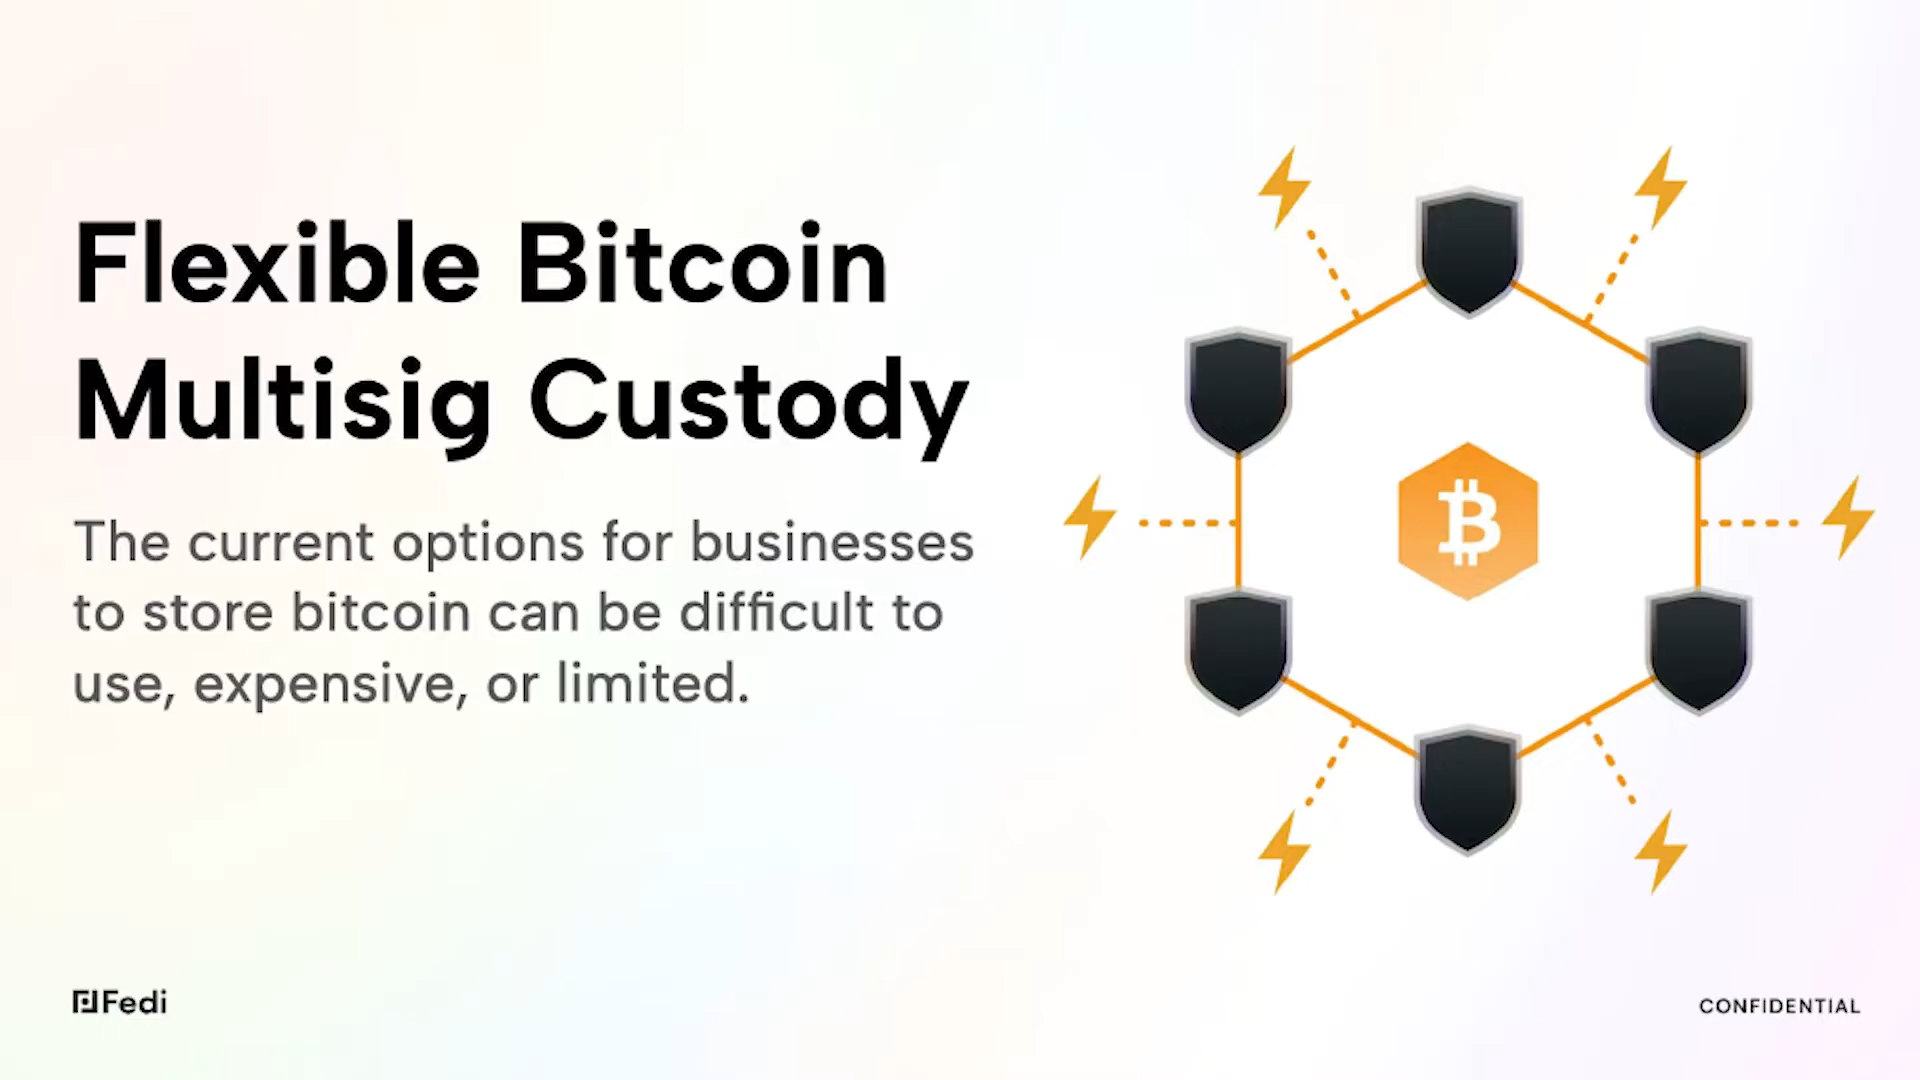 Flexible Bitcoin
Multisig Custody
The current options for businesses
to store bitcoin can be difficult to
use, expensive, or limited.
Fedi
CONFIDENTIAL